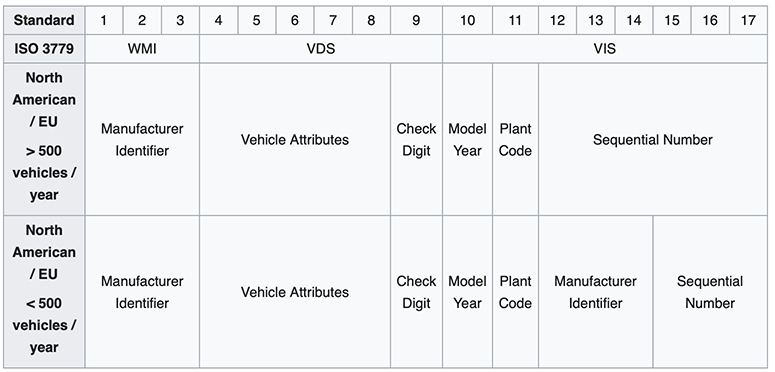 Standard 1 2 3 4 5 6 7 8 9 10 11 12 13 14 15 16 17
ISO 3779 WMI VDS VIS
North
American
/ EU
> 500
vehicles /
year
Manufacturer
Identifier
Vehicle Attributes
Check
Digit
Model
Year
Plant
Code
Sequential Number
North
American
/ EU
< 500
vehicles /
year
Manufacturer
Identifier
Vehicle Attributes
Check
Digit
Model
Year
Plant
Code
Manufacturer
Identifier
Sequential
Number